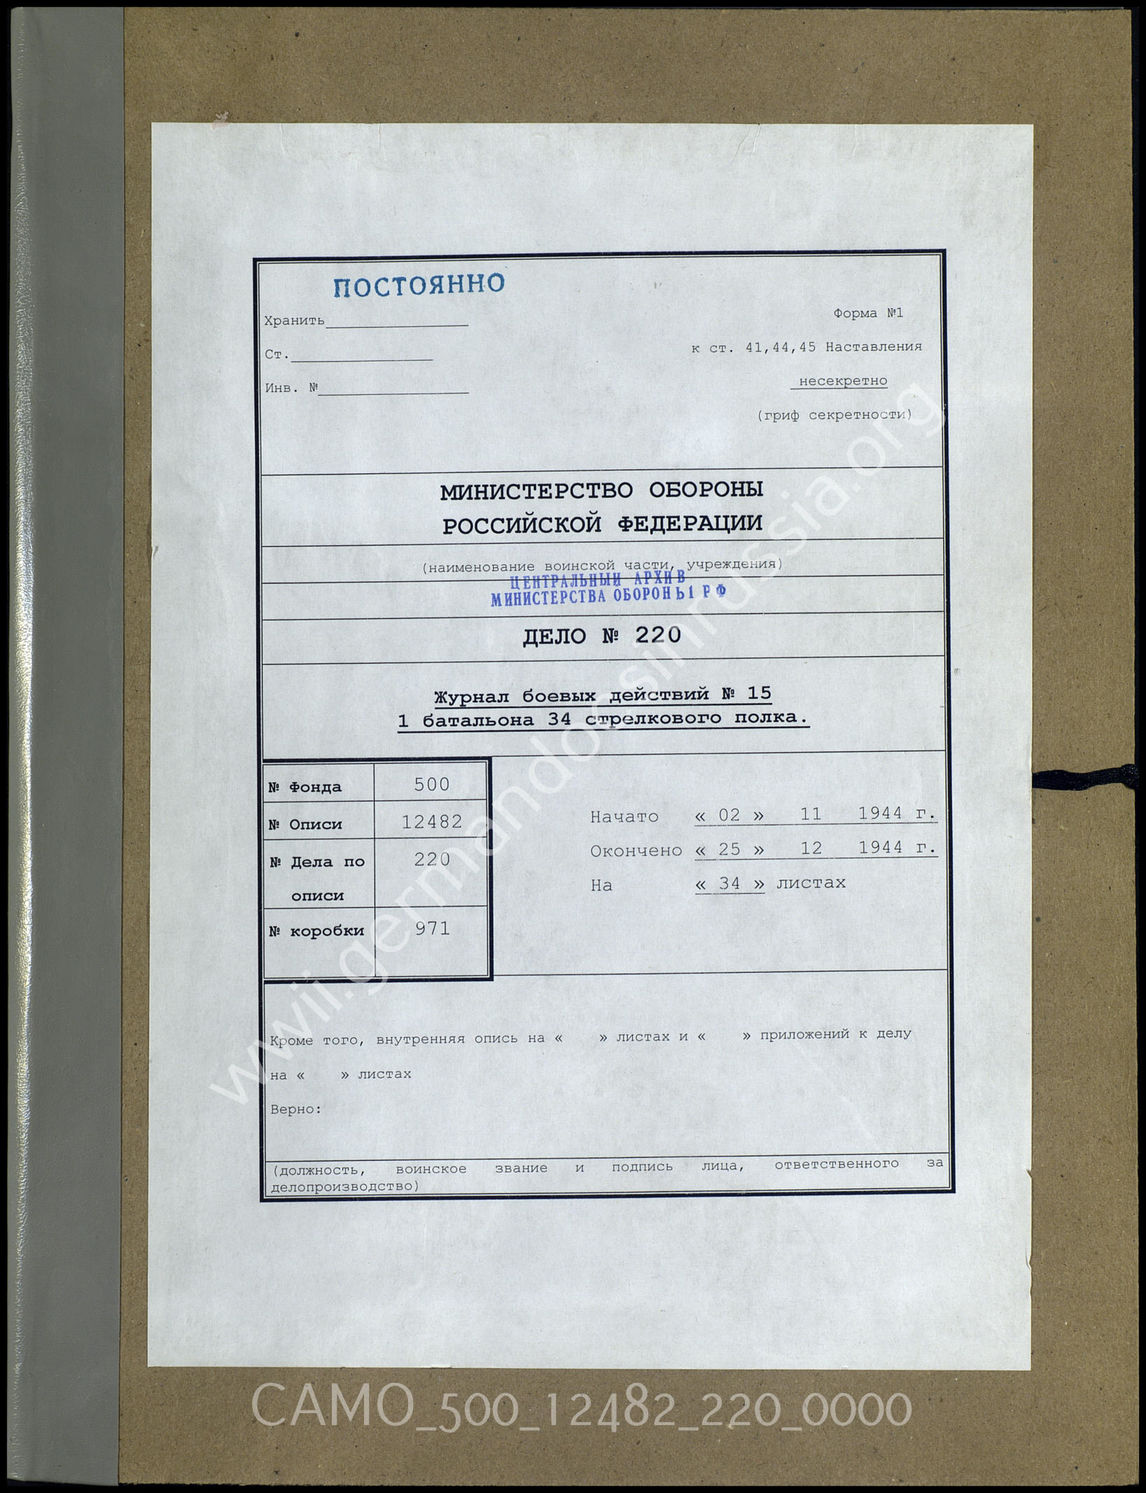 ПОСТОЯННО
Хранить
Форма №1
Ст.
к ст. 41,44,45 Наставления
Инв. №
несекретно
(гриф секретности)
МИНИСТЕРСТВО ОБОРОНЫ
РОССИЙСКОЙ ФЕДЕРАЦИИ
(наименование воинской части, учреждения)
ЦЕНТРАЛЬНЫЙ АРХИВ
МИНИСТЕРСТВА ОБОРОНЫ РФ
ДЕЛО № 220
Журнал боевых действий № 15
1 батальона 34 стрелкового полка.
№ Фонда 500
№ Описи 12482
№ Дела по описи 220
№ коробки 971
Начато « 02 » 11 1944 г.
Окончено « 25 » 12 1944 г.
На « 34 » листах
Кроме того, внутренняя опись на « » листах и « » приложений к делу
на « » листах
Верно:
(должность, воинское звание и подпись лица, ответственного за
делопроизводство)
wwii.germandocsinrussia.org
CAMO_500_12482_220_0000